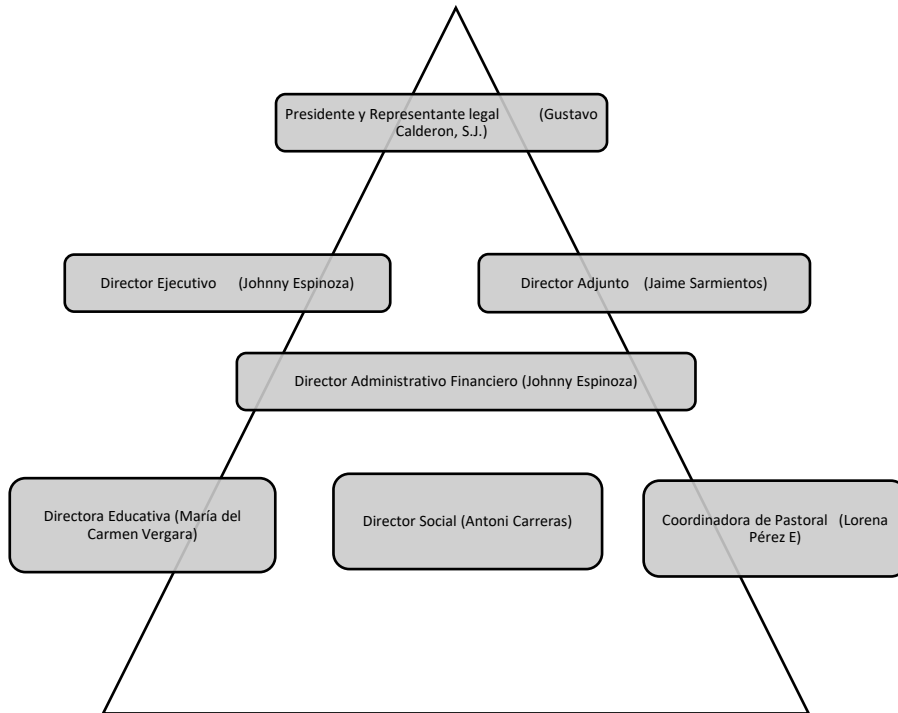 Presidente y Representante legal (Gustavo
Calderon, S.J.)
Director Ejecutivo (Johnny Espinoza)
Director Adjunto (Jaime Sarmientos)
Director Administrativo Financiero (Johnny Espinoza)
Directora Educativa (María del
Carmen Vergara)
Director Social (Antoni Carreras)
Coordinadora de Pastoral (Lorena
Pérez E)